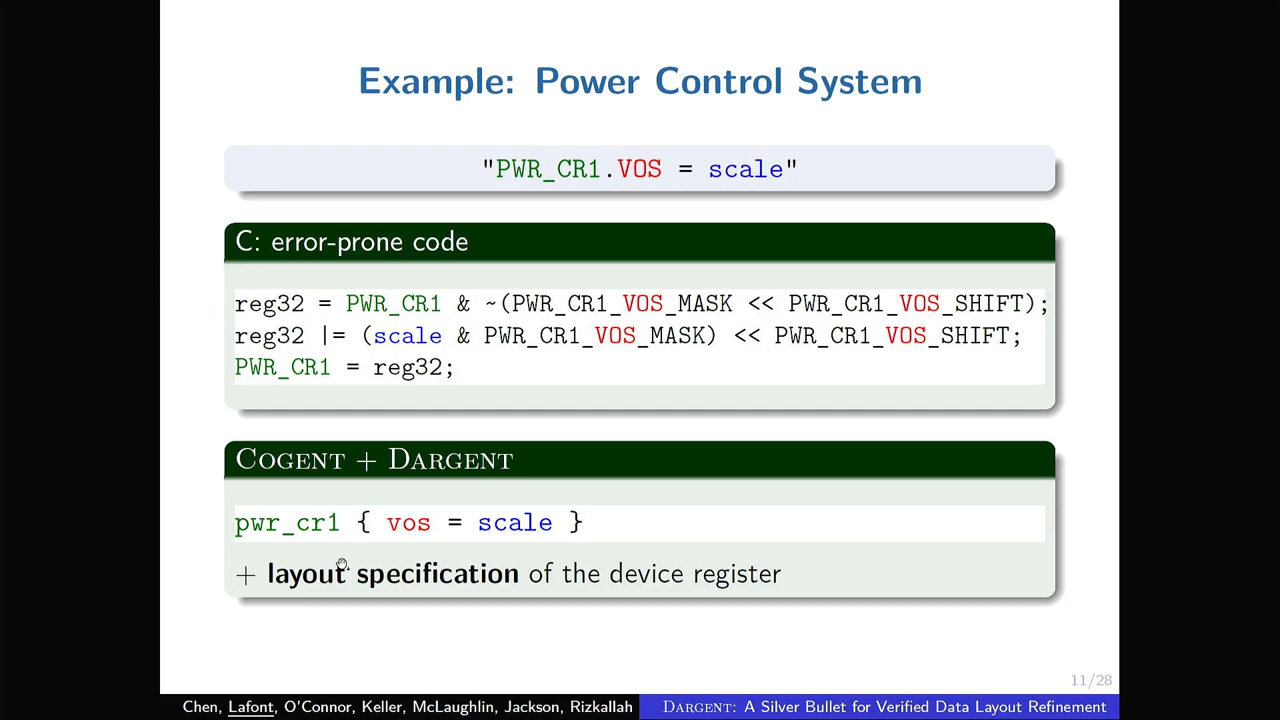 Example: Power Control System
"PWR_CR1.VOS = scale"
C: error-prone code
reg32 = PWR_CR1 & ~(PWR_CR1_VOS_MASK << PWR_CR1_VOS_SHIFT);
reg32 |= (scale & PWR_CR1_VOS_MASK) << PWR_CR1_VOS_SHIFT;
PWR_CR1 = reg32;
COGENT + DARGENT
pwr_cr1 { vos = scale }
+ layout specification of the device register
11/28
Chen, Lafont, O'Connor, Keller, McLaughlin, Jackson, Rizkallah
DARGENT: A Silver Bullet for Verified Data Layout Refinement